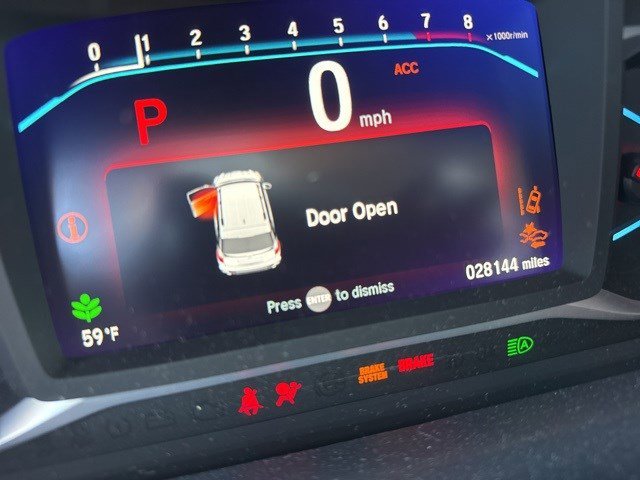 0 1 2 3 4 5 6 7 8 ×1000r/min
ACC
P 0 mph
Door Open
028144 miles
Press ENTER to dismiss
59°F
BRAKE SYSTEM
BRAKE
A